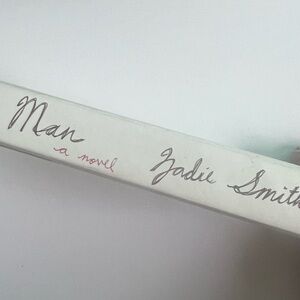 Man
a novel
Zadie Smith